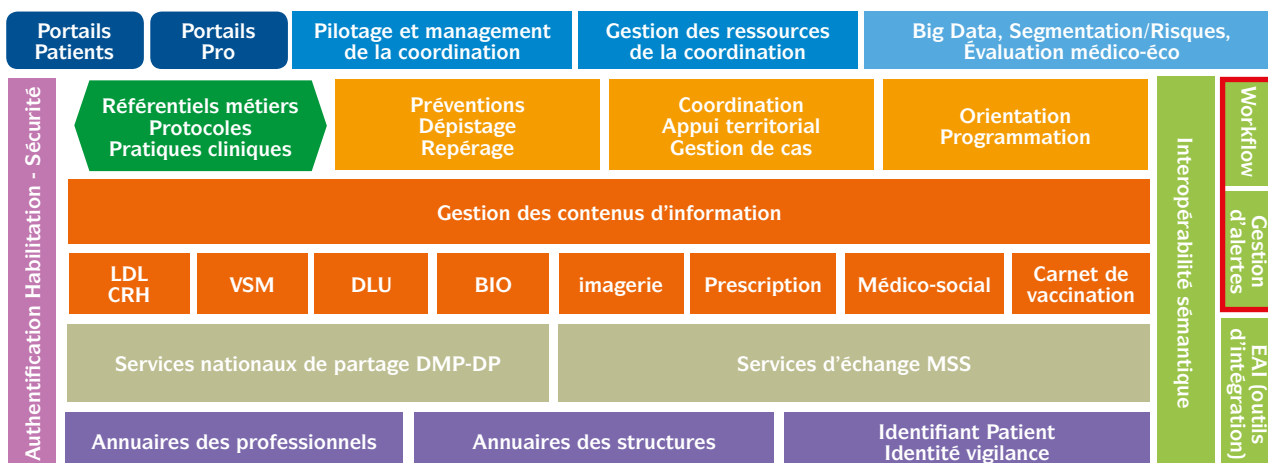 Portails
Patients
Portails
Pro
Pilotage et management
de la coordination
Gestion des ressources
de la coordination
Big Data, Segmentation/Risques,
Évaluation médico-éco
Authentification Habilitation - Sécurité
Référentiels métiers
Protocoles
Pratiques cliniques
Préventions
Dépistage
Repérage
Coordination
Appui territorial
Gestion de cas
Orientation
Programmation
Gestion des contenus d'information
LDL
CRH
VSM
DLU
BIO
imagerie
Prescription
Médico-social
Carnet de
vaccination
Services nationaux de partage DMP-DP
Services d'échange MSS
Annuaires des professionnels
Annuaires des structures
Identifiant Patient
Identité vigilance
Interopérabilité sémantique
Workflow
Gestion
d'alertes
EAI (outils
d'intégration)